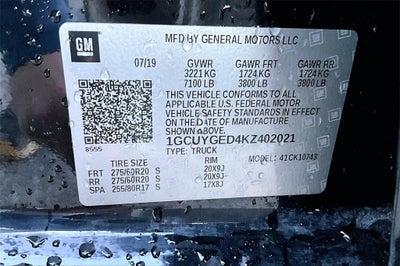 GM
MFD BY GENERAL MOTORS LLC
07/19 GVWR GAWR FRT GAWR RR
3221 KG 1724 KG 1724 KG
7100 LB 3800 LB 3800 LB
THIS VEHICLE CONFORMS TO ALL
APPLICABLE U.S. FEDERAL MOTOR
VEHICLE SAFETY STANDARDS IN EFFECT
ON THE DATE OF MANUFACTURE
SHOWN ABOVE.
1GCUYGED4KZ402021
8555 TYPE: TRUCK
TIRE SIZE RIM MODEL: 41CK10743
FRT 275/60R20 S 20X9J
RR 275/60R20 S 20X9J
SPA 255/80R17 S 17X8J